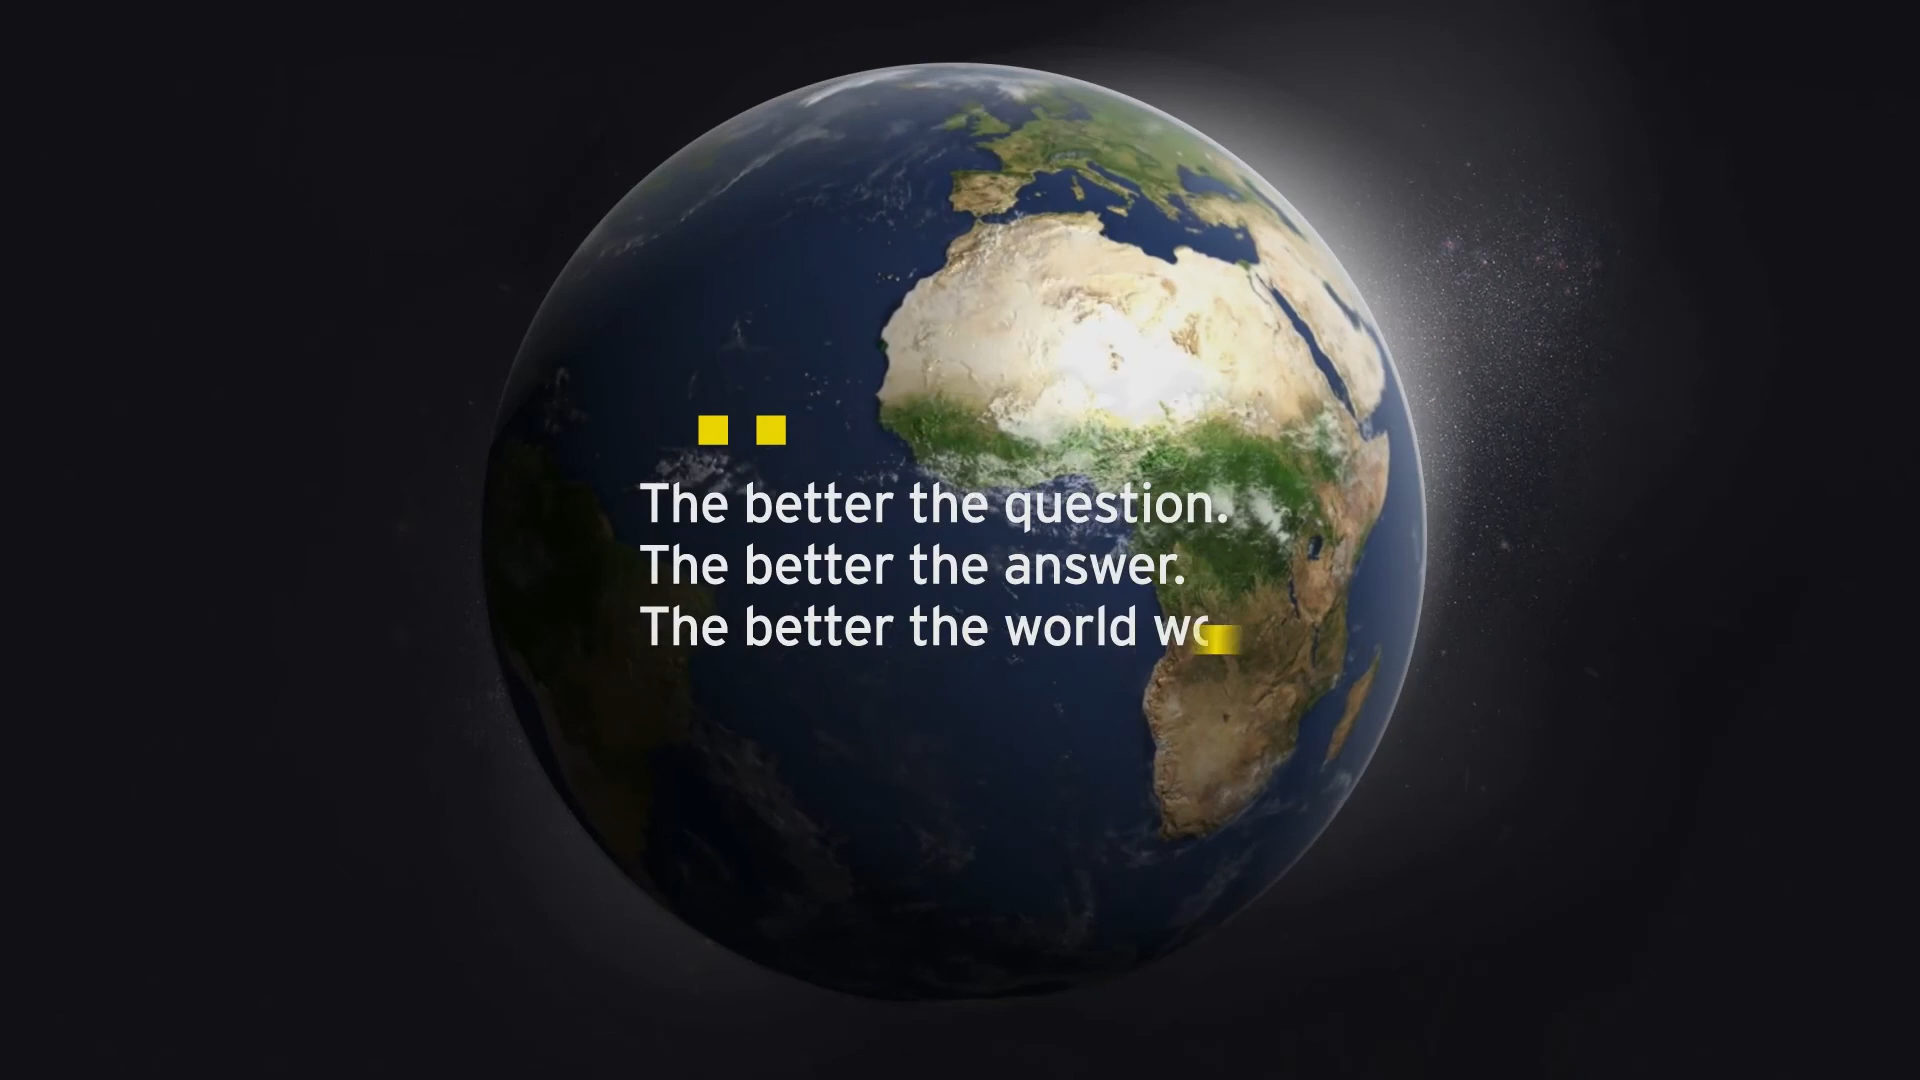 The better the question.
The better the answer.
The better the world